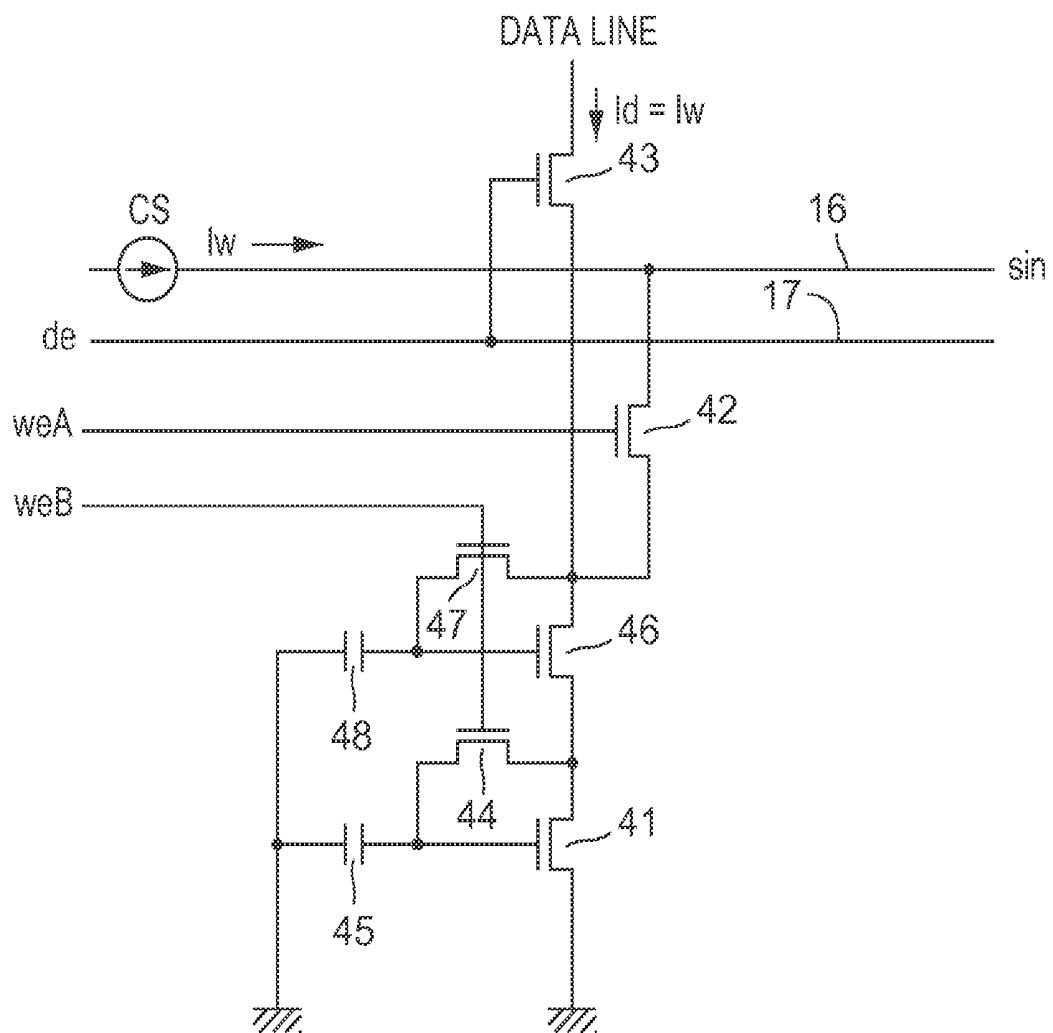 DATA LINE
Id = Iw
43
CS
Iw
16
sin
17
de
42
weA
weB
47
46
48
44
41
45